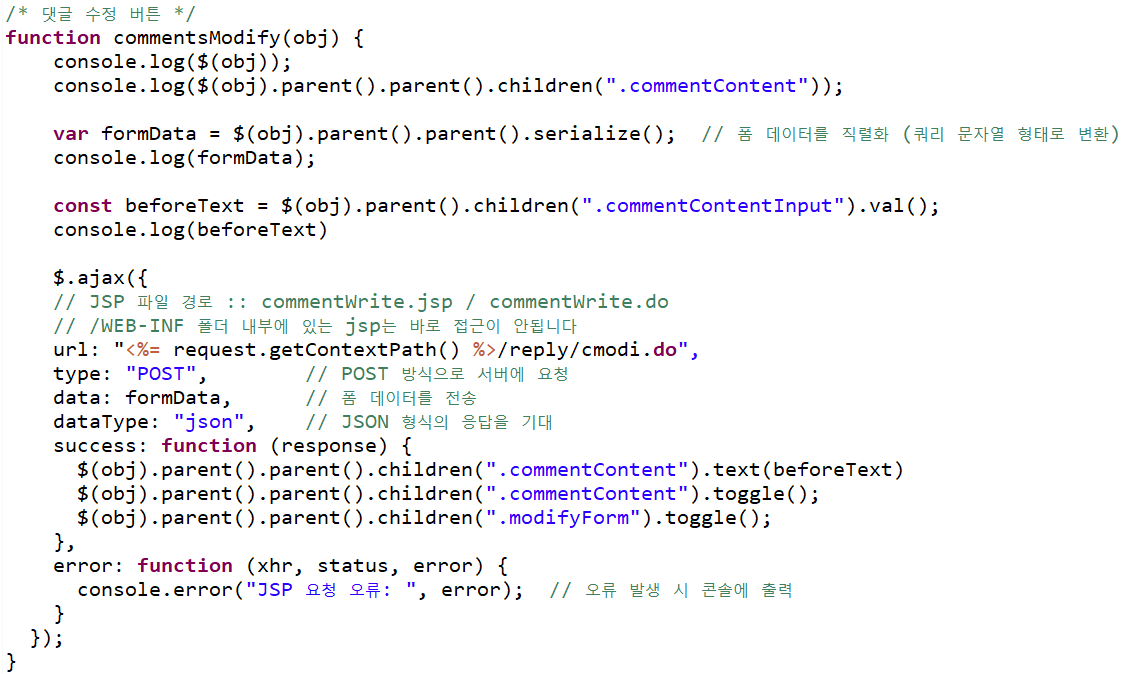 /* 댓글 수정 버튼 */
function commentsModify(obj) {
    console.log($(obj));
    console.log($(obj).parent().parent().children(".commentContent"));

    var formData = $(obj).parent().parent().serialize();  // 폼 데이터를 직렬화 (쿼리 문자열 형태로 변환)
    console.log(formData);

    const beforeText = $(obj).parent().children(".commentContentInput").val();
    console.log(beforeText)

    $.ajax({
    // JSP 파일 경로 :: commentWrite.jsp / commentWrite.do
    // /WEB-INF 폴더 내부에 있는 jsp는 바로 접근이 안됩니다
    url: "<%= request.getContextPath() %>/reply/cmodi.do",
    type: "POST",        // POST 방식으로 서버에 요청
    data: formData,      // 폼 데이터를 전송
    dataType: "json",    // JSON 형식의 응답을 기대
    success: function (response) {
      $(obj).parent().parent().children(".commentContent").text(beforeText)
      $(obj).parent().parent().children(".commentContent").toggle();
      $(obj).parent().parent().children(".modifyForm").toggle();
    },
    error: function (xhr, status, error) {
      console.error("JSP 요청 오류: ", error);  // 오류 발생 시 콘솔에 출력
    }
  });
}